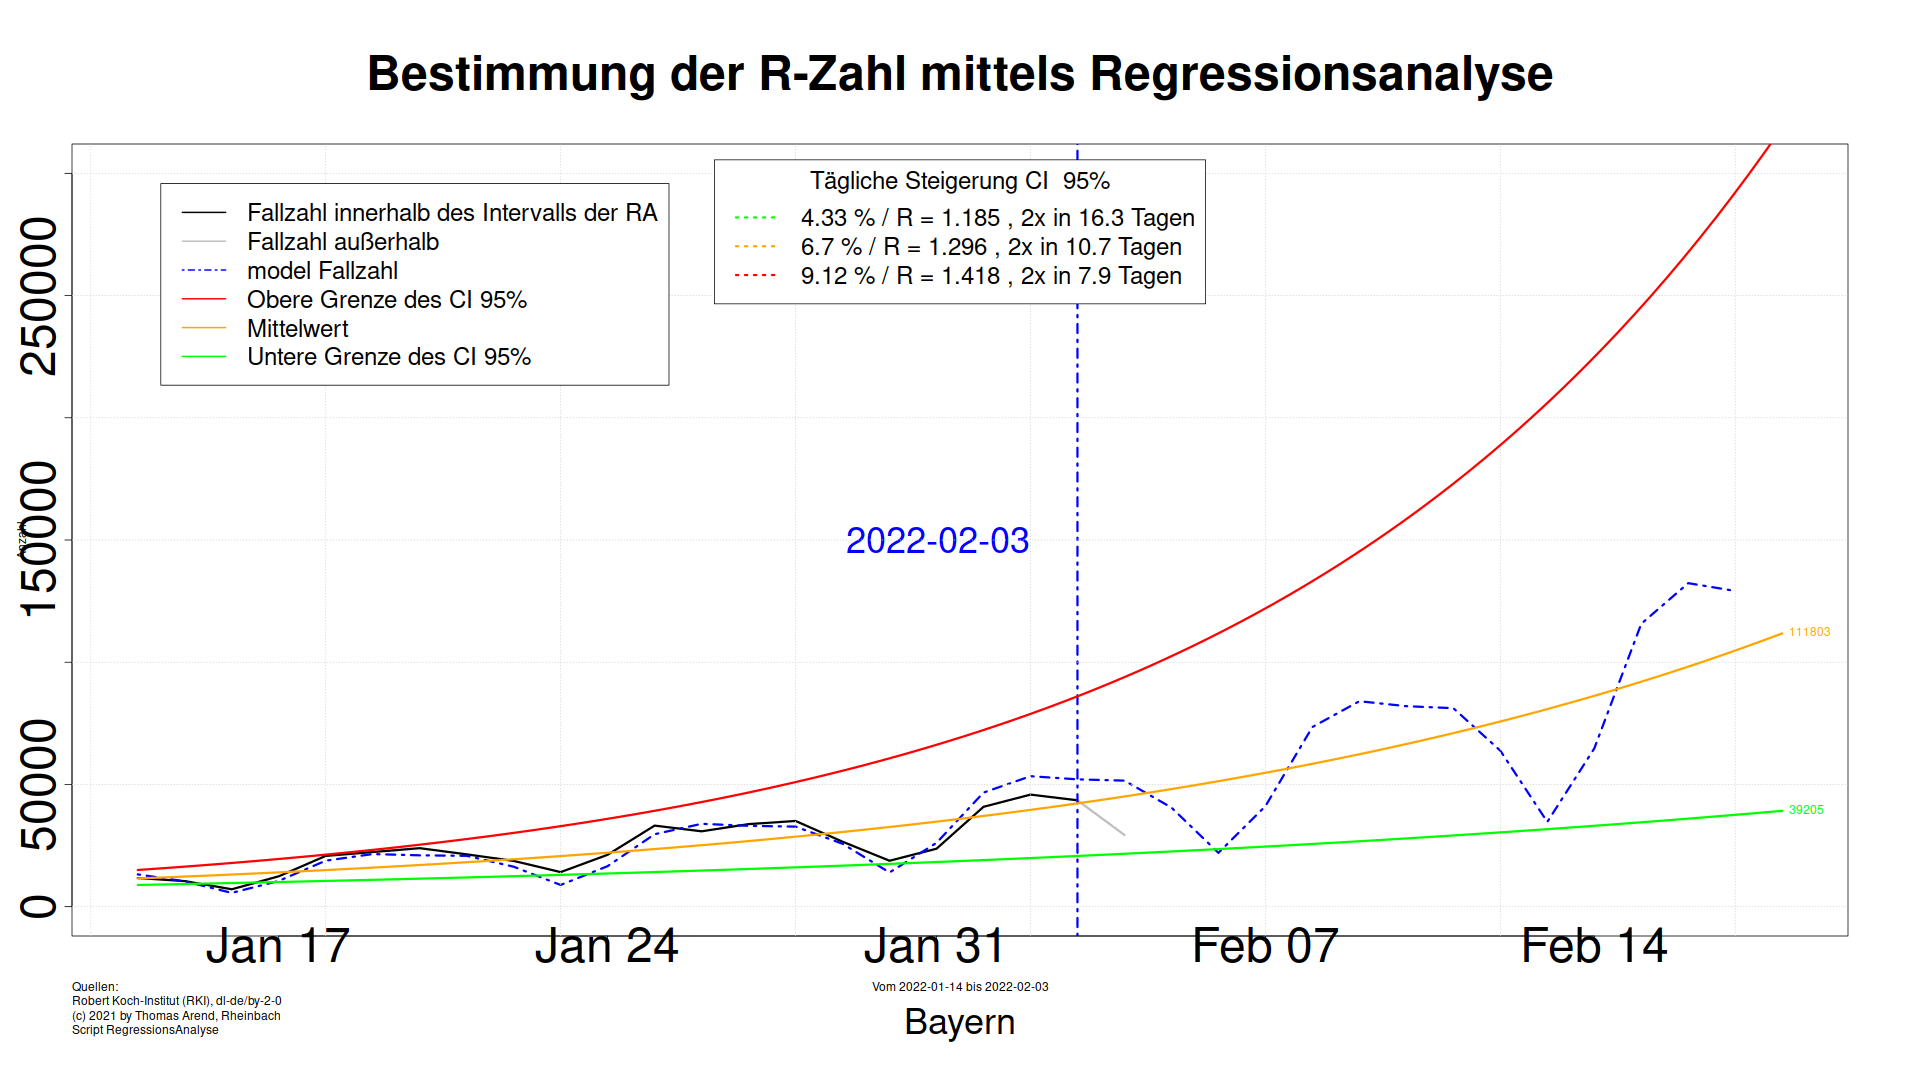 Bestimmung der R-Zahl mittels Regressionsanalyse
Fallzahl innerhalb des Intervalls der RA
Fallzahl außerhalb
model Fallzahl
Obere Grenze des CI 95%
Mittelwert
Untere Grenze des CI 95%
Tägliche Steigerung CI 95%
4.33 % / R = 1.185 , 2x in 16.3 Tagen
6.7 % / R = 1.296 , 2x in 10.7 Tagen
9.12 % / R = 1.418 , 2x in 7.9 Tagen
250000
150000
50000
0
Anzahl
2022-02-03
111803
39205
Jan 17
Jan 24
Jan 31
Feb 07
Feb 14
Quellen:
Robert Koch-Institut (RKI), dl-de/by-2-0
(c) 2021 by Thomas Arend, Rheinbach
Script RegressionsAnalyse
Vom 2022-01-14 bis 2022-02-03
Bayern